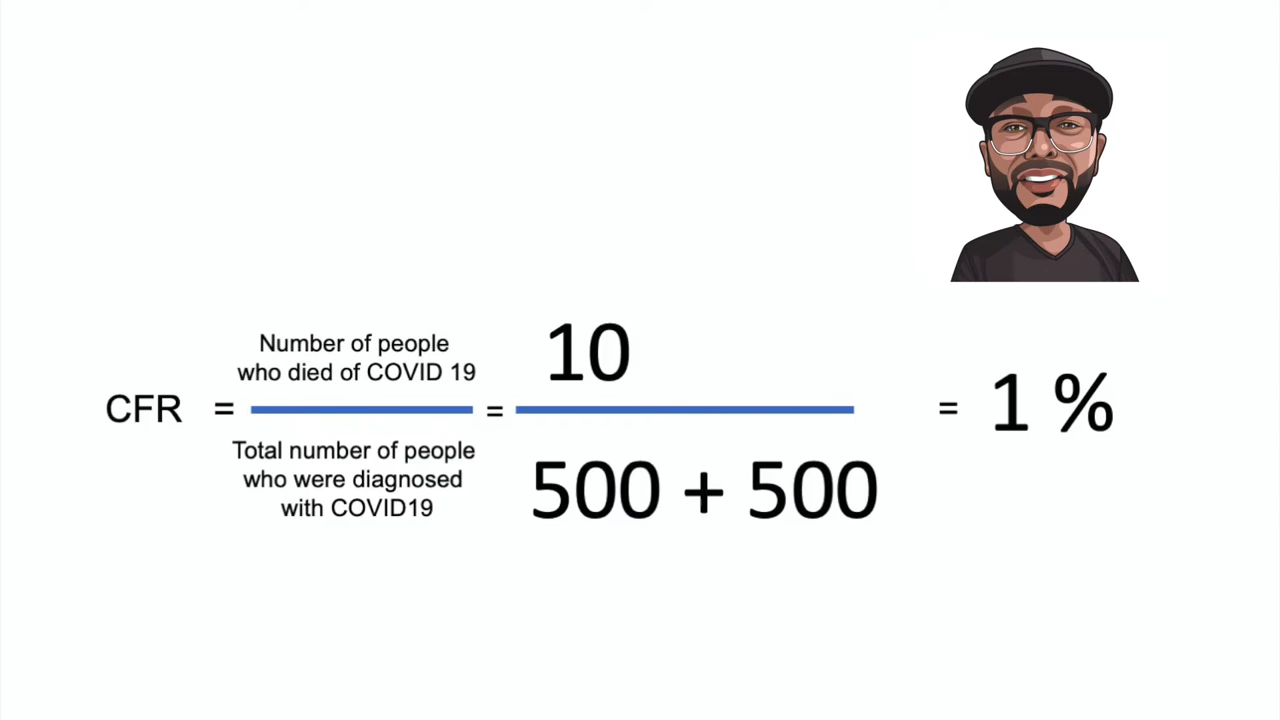 CFR =
Number of people
who died of COVID 19
Total number of people
who were diagnosed
with COVID19
=
10
500 + 500
= 1 %